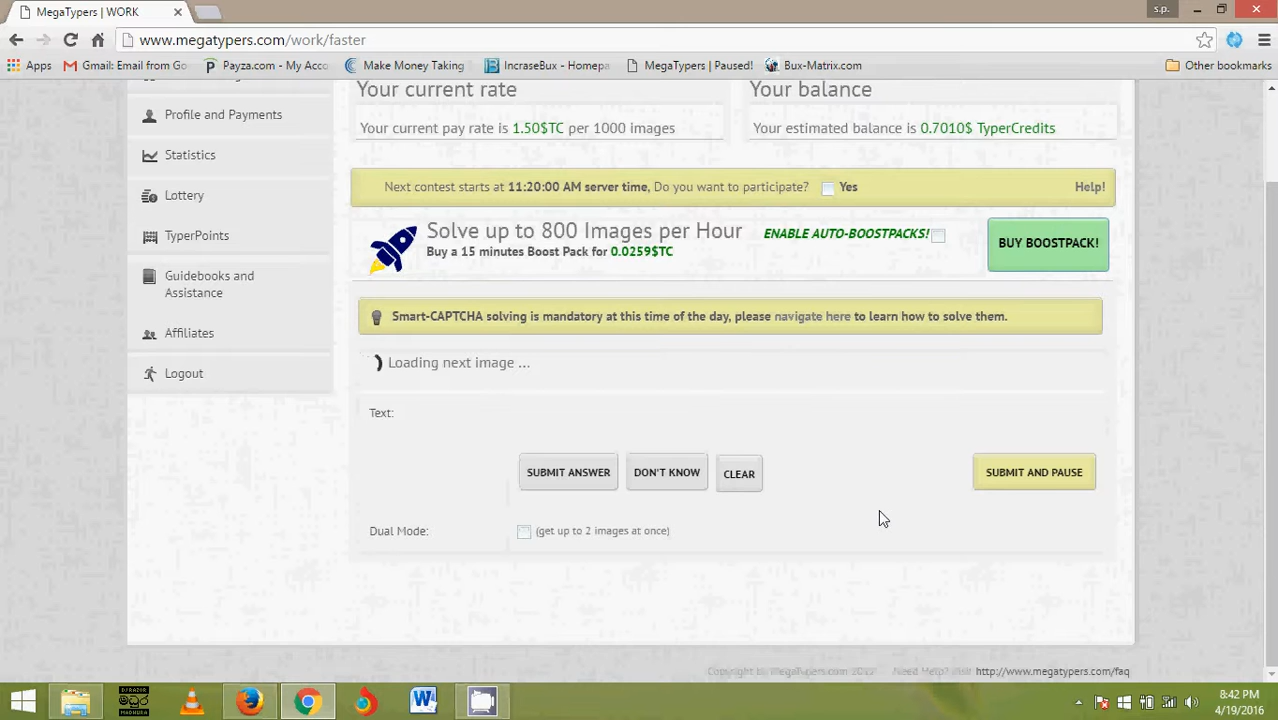 MegaTypers | WORK
s.p.
www.megatypers.com/work/faster
Apps
Gmail: Email from Go
Payza.com - My Acco
Make Money Taking
IncraseBux - Homepa
MegaTypers | Paused!
Bux-Matrix.com
Other bookmarks
Your current rate
Your balance
Profile and Payments
Your current pay rate is 1.50$TC per 1000 images
Your estimated balance is 0.7010$ TyperCredits
Statistics
Next contest starts at 11:20:00 AM server time, Do you want to participate? Yes
Help!
Lottery
TyperPoints
Solve up to 800 Images per Hour
ENABLE AUTO-BOOSTPACKS!
BUY BOOSTPACK!
Buy a 15 minutes Boost Pack for 0.0259$TC
Guidebooks and
Assistance
Smart-CAPTCHA solving is mandatory at this time of the day, please navigate here to learn how to solve them.
Affiliates
Loading next image ...
Logout
Text:
SUBMIT ANSWER
DON'T KNOW
CLEAR
SUBMIT AND PAUSE
Dual Mode:
(get up to 2 images at once)
Copyright by MegaTypers.com
Need Help? Visit http://www.megatypers.com/faq
8:42 PM
4/19/2016